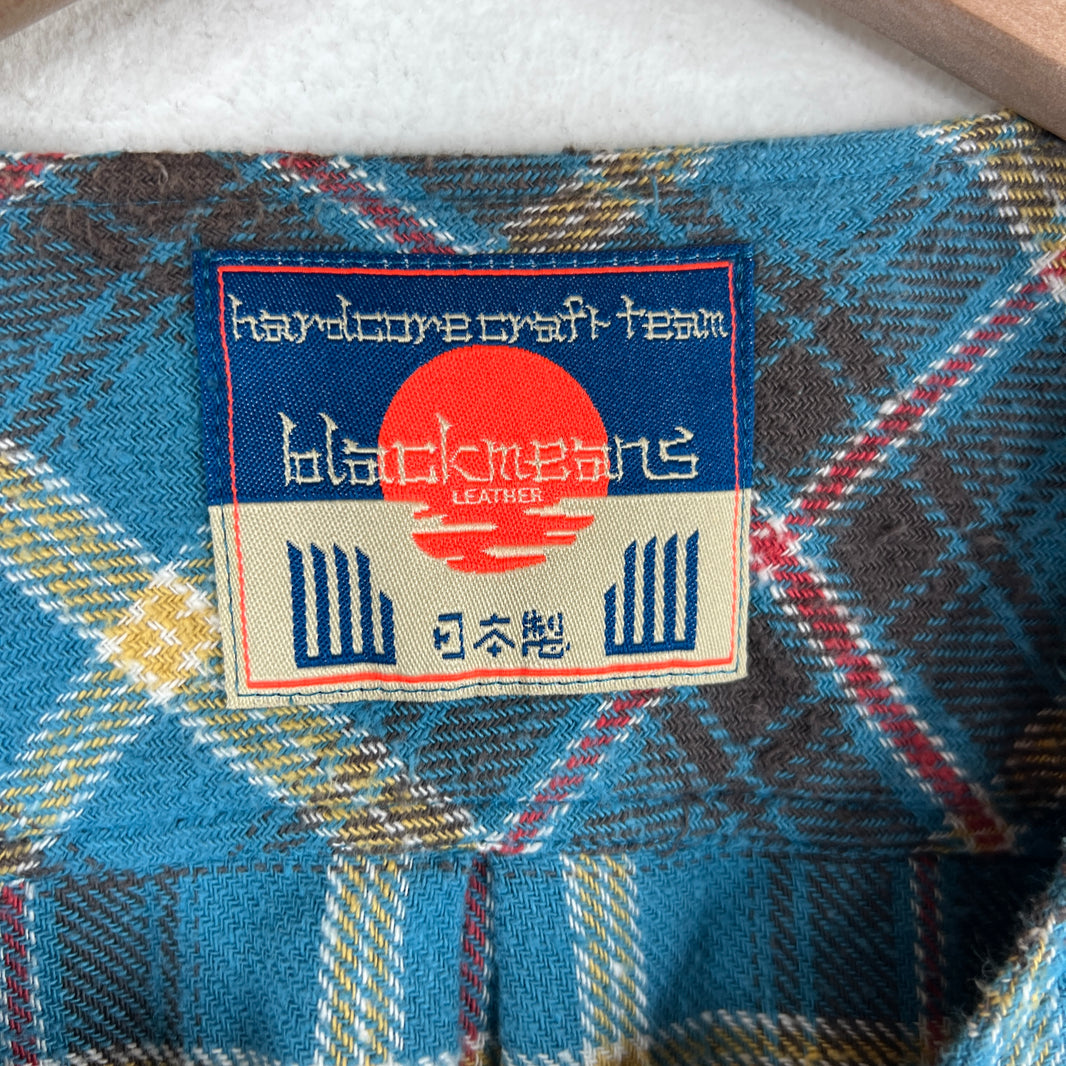 hardcore craft team
blackmeans
LEATHER
日本製